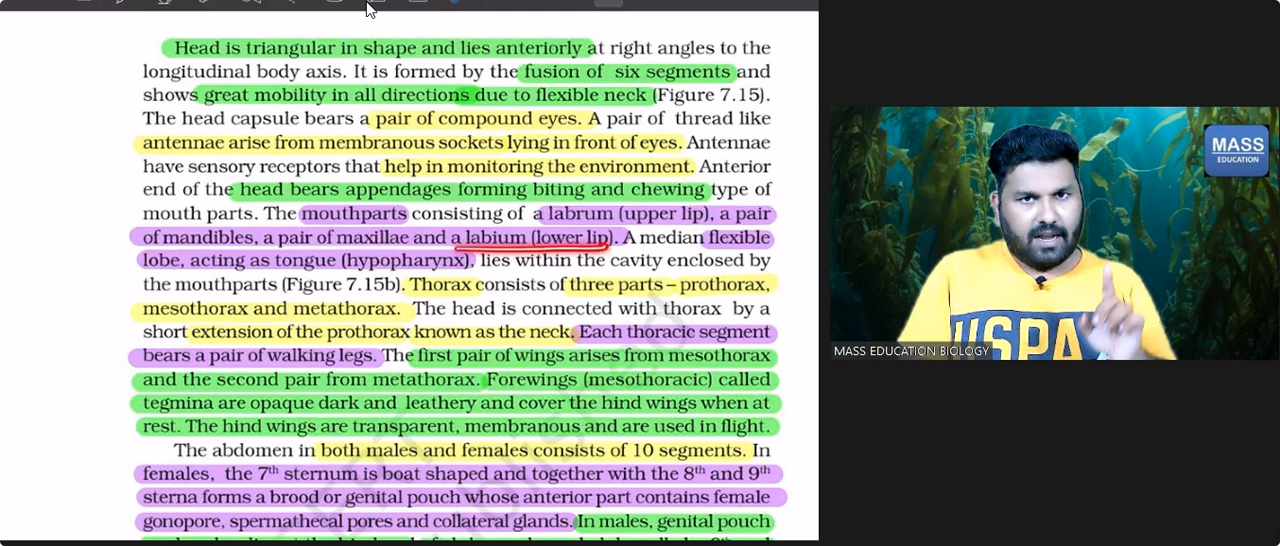 Head is triangular in shape and lies anteriorly at right angles to the
longitudinal body axis. It is formed by the fusion of six segments and
shows great mobility in all directions due to flexible neck (Figure 7.15).
The head capsule bears a pair of compound eyes. A pair of thread like
antennae arise from membranous sockets lying in front of eyes. Antennae
have sensory receptors that help in monitoring the environment. Anterior
end of the head bears appendages forming biting and chewing type of
mouth parts. The mouthparts consisting of a labrum (upper lip), a pair
of mandibles, a pair of maxillae and a labium (lower lip). A median flexible
lobe, acting as tongue (hypopharynx), lies within the cavity enclosed by
the mouthparts (Figure 7.15b). Thorax consists of three parts – prothorax,
mesothorax and metathorax. The head is connected with thorax by a
short extension of the prothorax known as the neck. Each thoracic segment
bears a pair of walking legs. The first pair of wings arises from mesothorax
and the second pair from metathorax. Forewings (mesothoracic) called
tegmina are opaque dark and leathery and cover the hind wings when at
rest. The hind wings are transparent, membranous and are used in flight.
The abdomen in both males and females consists of 10 segments. In
females, the 7th sternum is boat shaped and together with the 8th and 9th
sterna forms a brood or genital pouch whose anterior part contains female
gonopore, spermathecal pores and collateral glands. In males, genital pouch
MASS
EDUCATION
USPA
MASS EDUCATION BIOLOGY